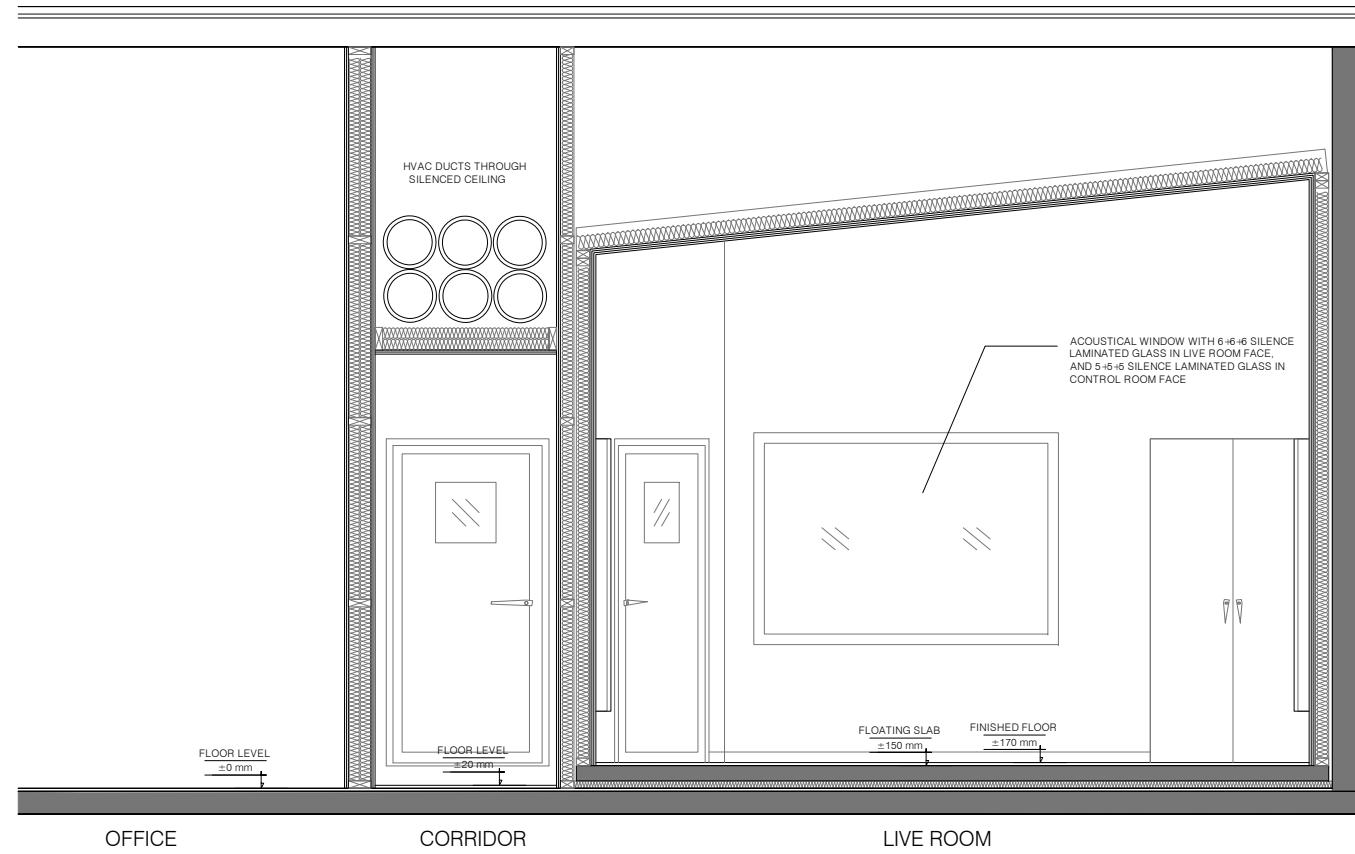 HVAC DUCTS THROUGH
SILENCED CEILING
ACOUSTICAL WINDOW WITH 6+6+6 SILENCE
LAMINATED GLASS IN LIVE ROOM FACE,
AND 5+5+5 SILENCE LAMINATED GLASS IN
CONTROL ROOM FACE
FLOOR LEVEL
±0 mm
FLOOR LEVEL
±20 mm
FLOATING SLAB
±150 mm
FINISHED FLOOR
±170 mm
OFFICE
CORRIDOR
LIVE ROOM